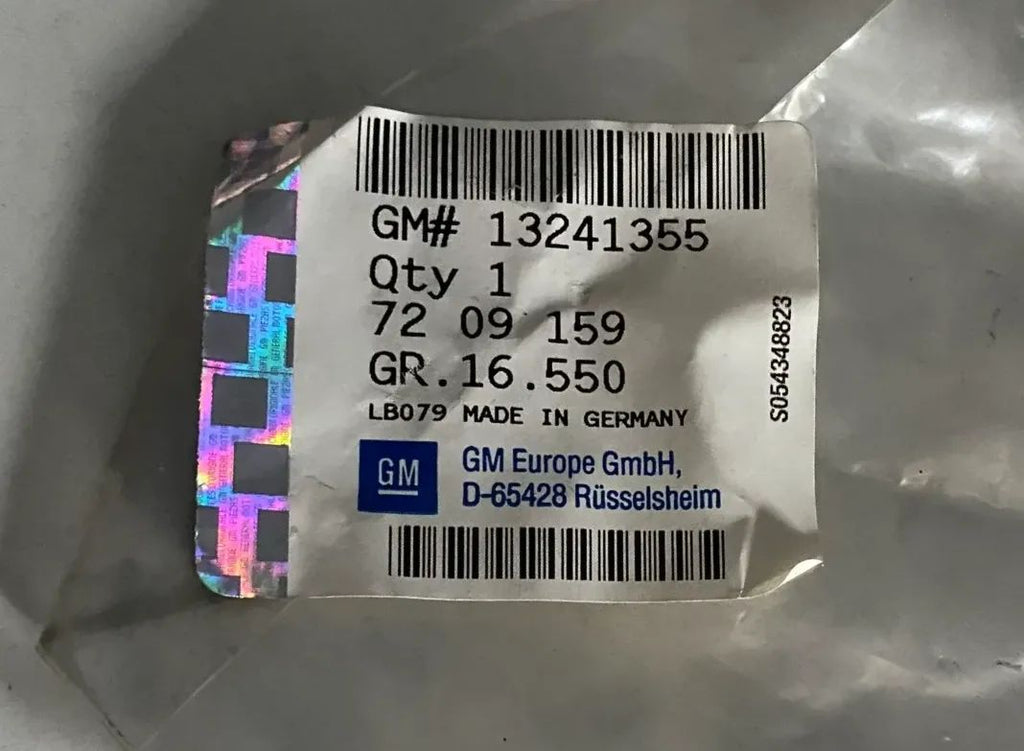 GM# 13241355
Qty 1
72 09 159
GR.16.550
LB079 MADE IN GERMANY
GM
GM Europe GmbH,
D-65428 Rüsselsheim
S054348823